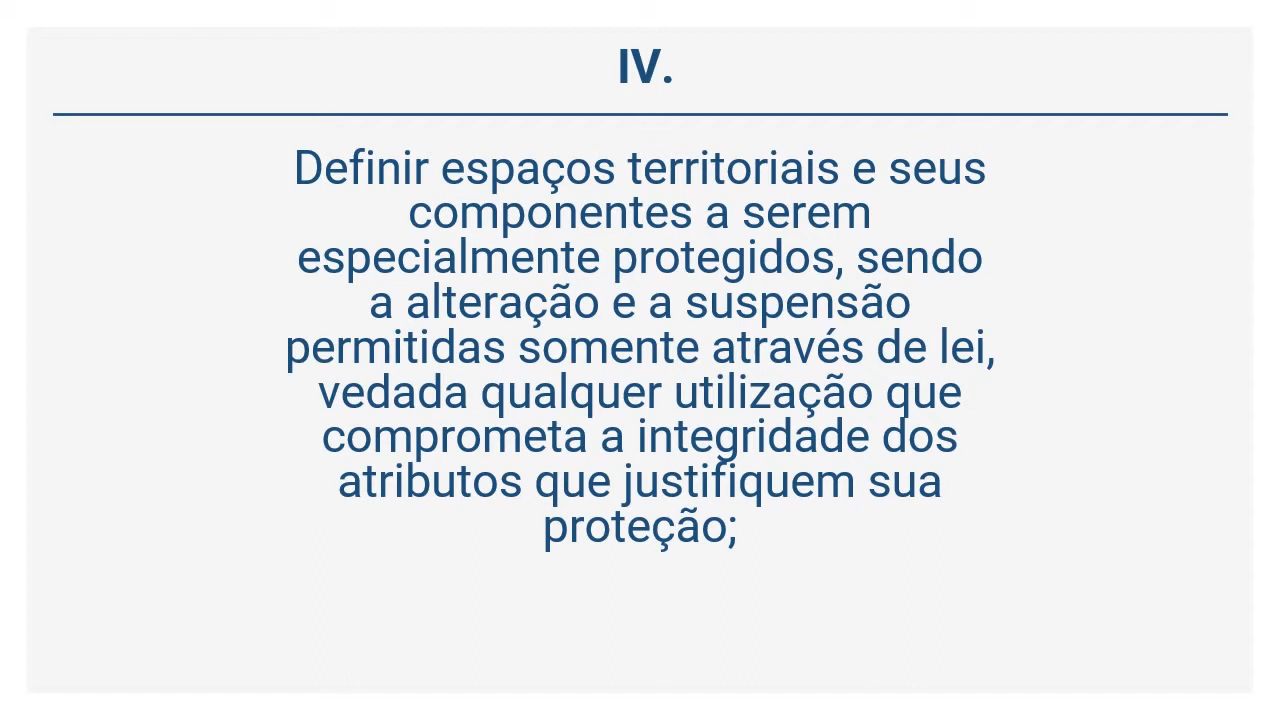 IV.
Definir espaços territoriais e seus
componentes a serem
especialmente protegidos, sendo
a alteração e a suspensão
permitidas somente através de lei,
vedada qualquer utilização que
comprometa a integridade dos
atributos que justifiquem sua
proteção;